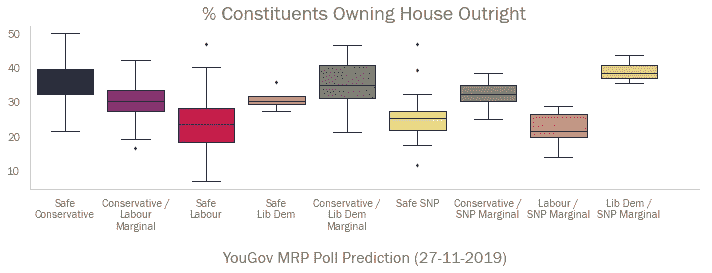 % Constituents Owning House Outright
50
40
30
20
10
Safe
Conservative
Conservative /
Labour
Marginal
Safe
Labour
Safe
Lib Dem
Conservative /
Lib Dem
Marginal
Safe SNP
Conservative /
SNP Marginal
Labour /
SNP Marginal
Lib Dem /
SNP Marginal
YouGov MRP Poll Prediction (27-11-2019)